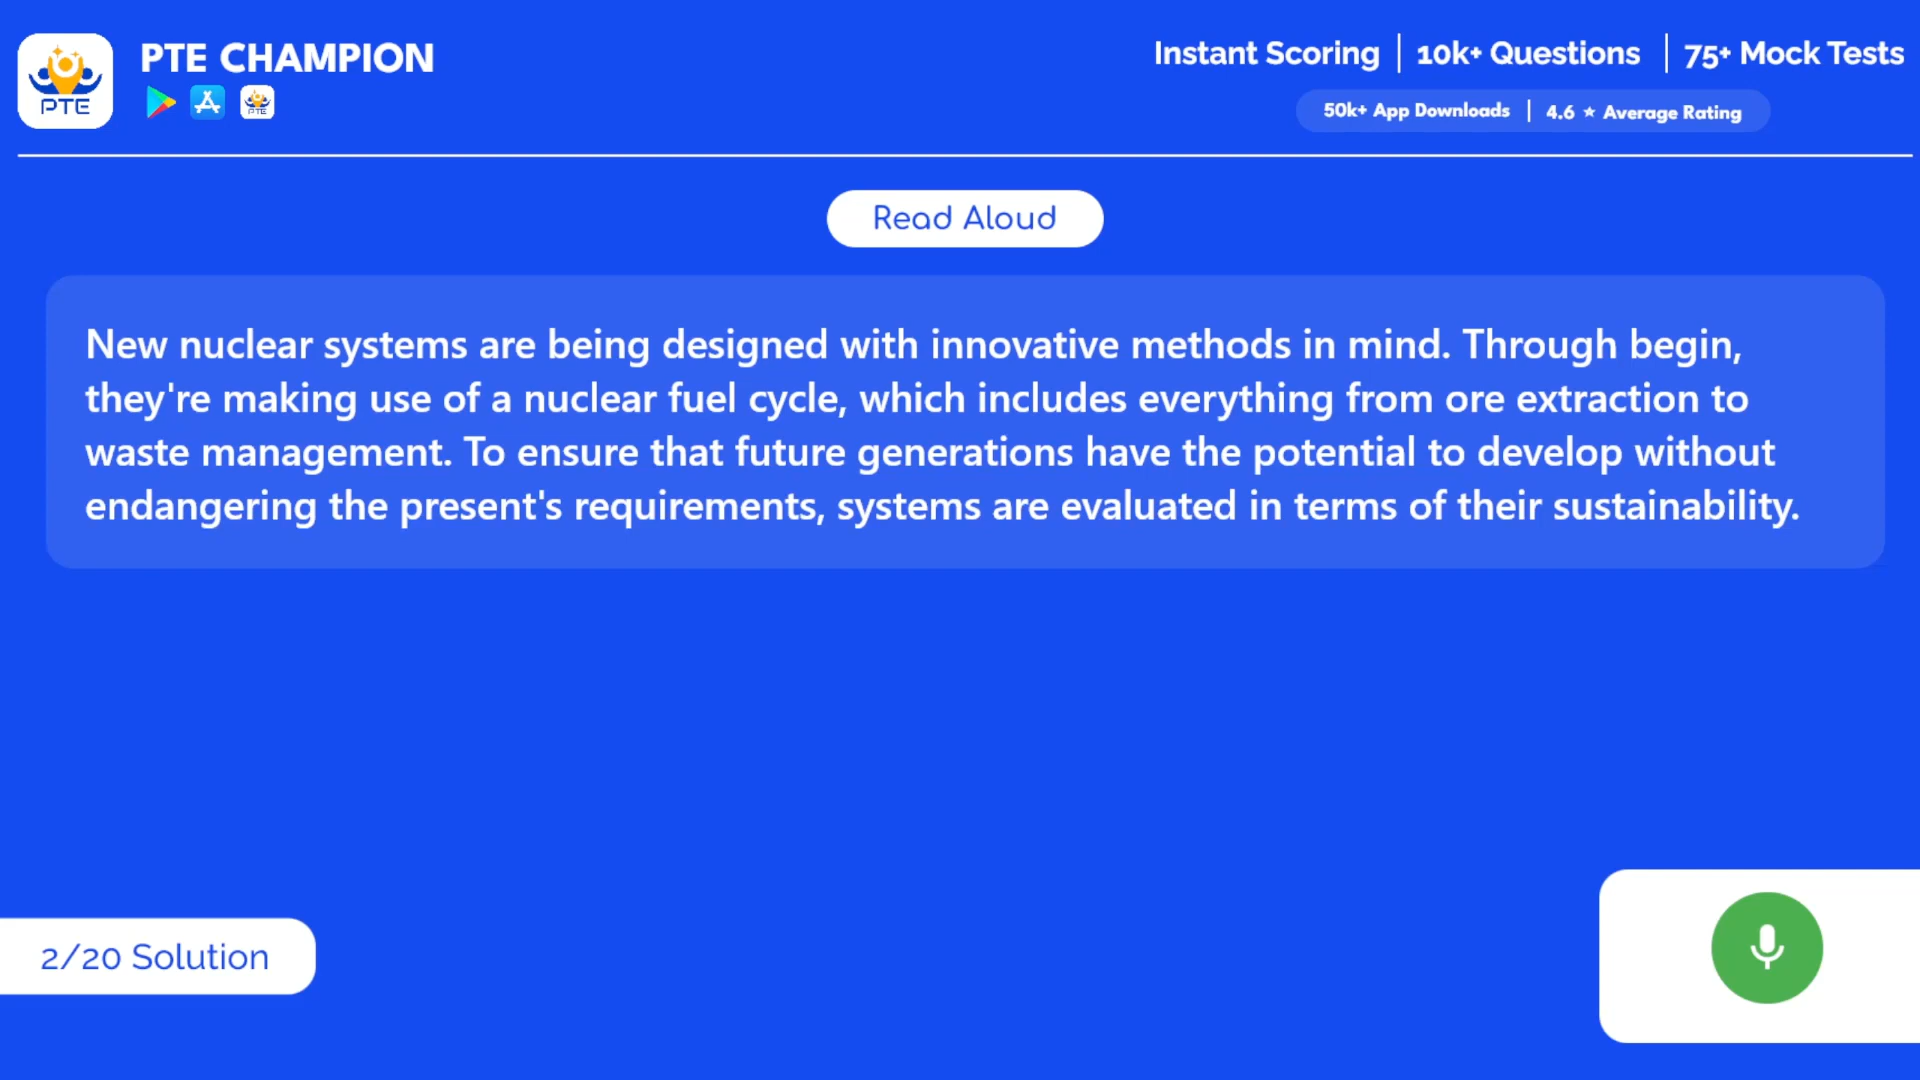 PTE CHAMPION
PTE
PTE
Instant Scoring | 10k+ Questions | 75+ Mock Tests
50k+ App Downloads | 4.6 ★ Average Rating
Read Aloud
New nuclear systems are being designed with innovative methods in mind. Through begin,
they're making use of a nuclear fuel cycle, which includes everything from ore extraction to
waste management. To ensure that future generations have the potential to develop without
endangering the present's requirements, systems are evaluated in terms of their sustainability.
2/20 Solution